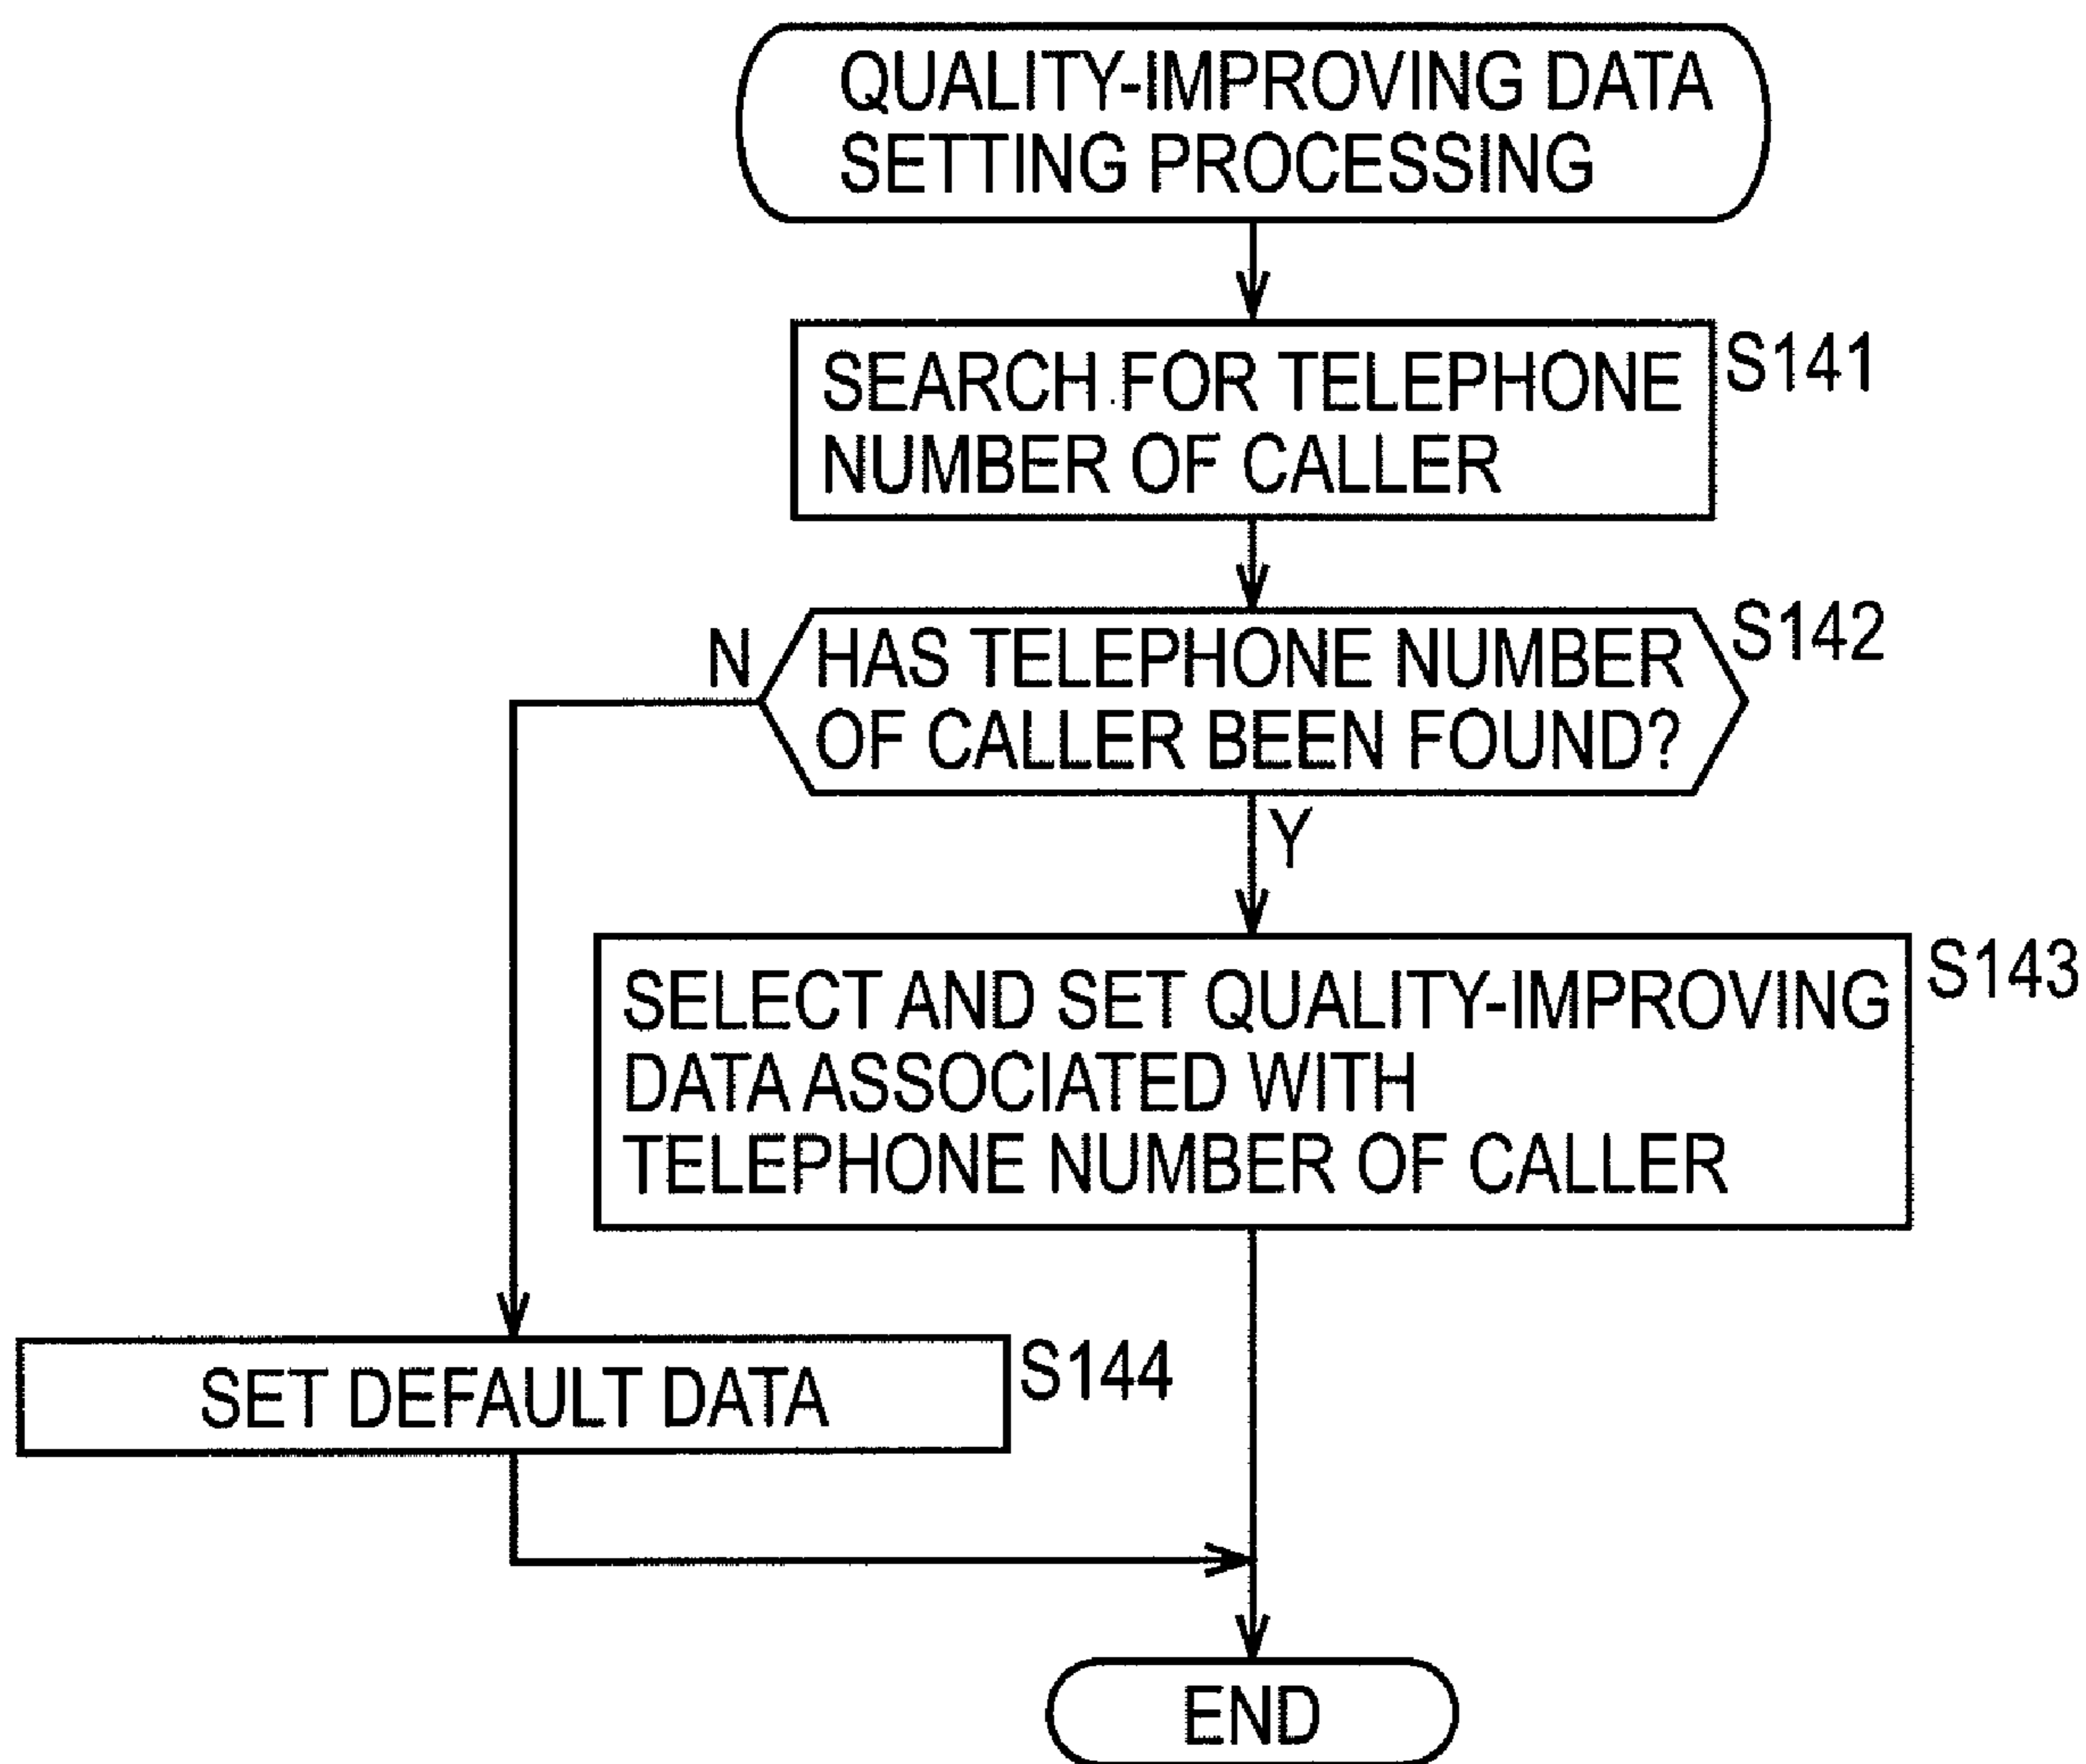 QUALITY-IMPROVING DATA
SETTING PROCESSING
SEARCH FOR TELEPHONE
NUMBER OF CALLER
S141
HAS TELEPHONE NUMBER
OF CALLER BEEN FOUND?
S142
N
Y
SELECT AND SET QUALITY-IMPROVING
DATA ASSOCIATED WITH
TELEPHONE NUMBER OF CALLER
S143
SET DEFAULT DATA
S144
END